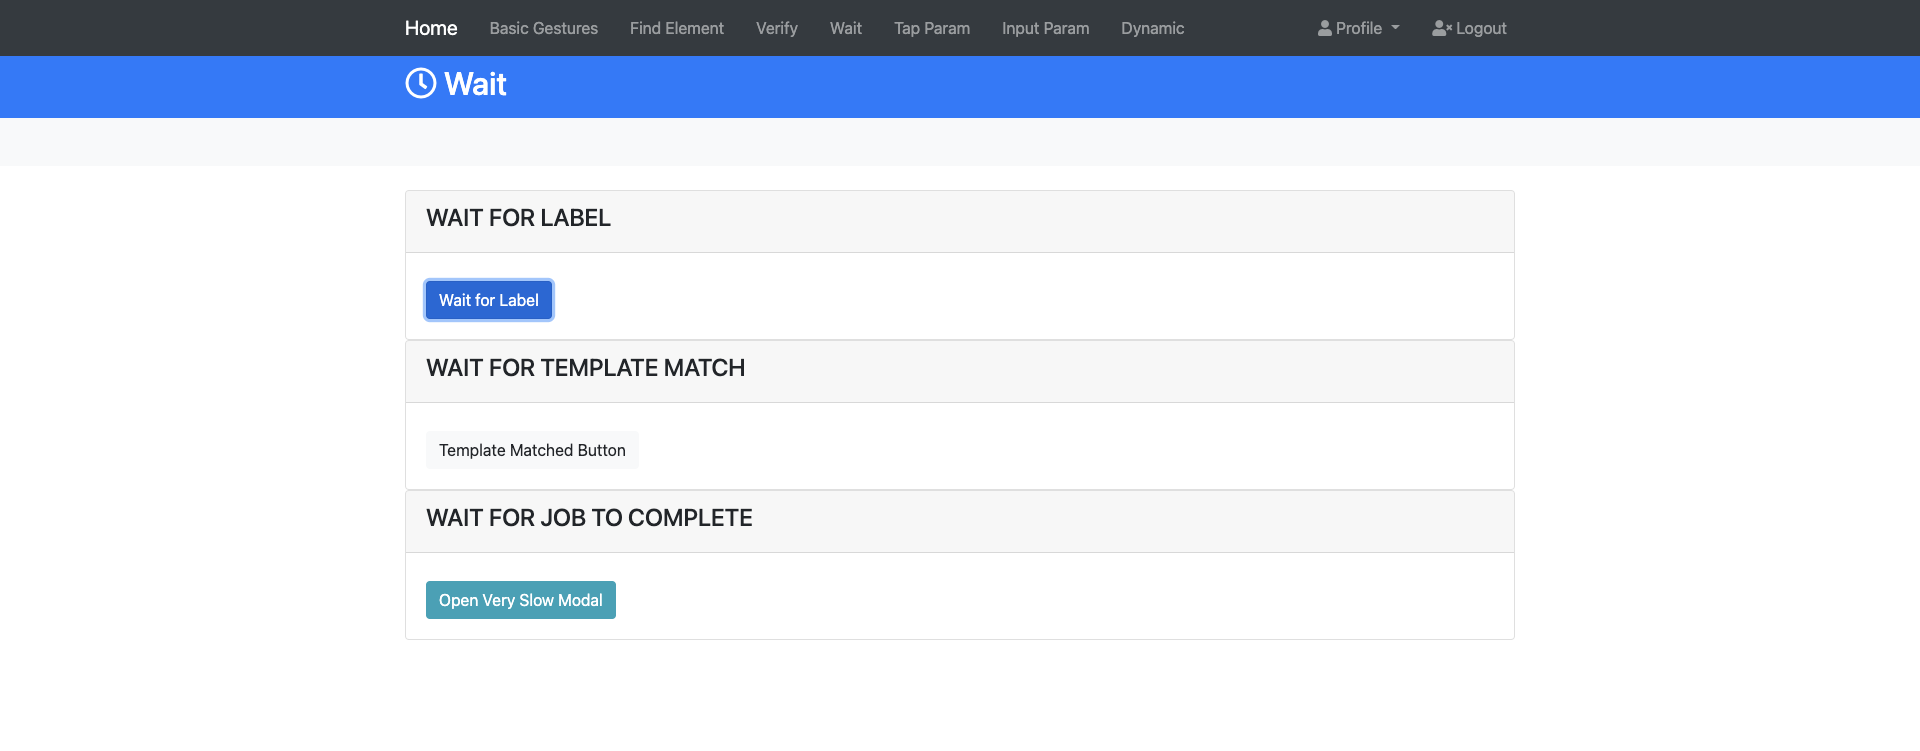 Home Basic Gestures Find Element Verify Wait Tap Param Input Param Dynamic Profile Logout
Wait
WAIT FOR LABEL
Wait for Label
WAIT FOR TEMPLATE MATCH
Template Matched Button
WAIT FOR JOB TO COMPLETE
Open Very Slow Modal